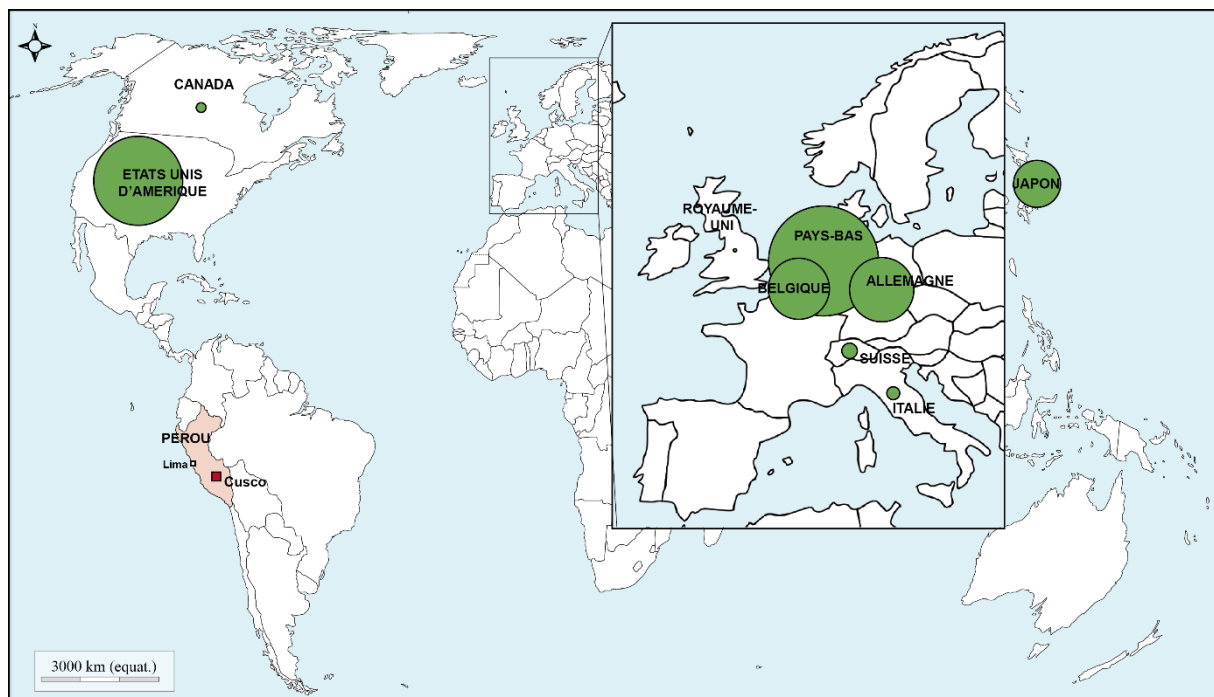 N
CANADA
ETATS UNIS
D'AMERIQUE
PEROU
Lima
Cusco
3000 km (equat.)
ROYAUME-
UNI
PAYS-BAS
BELGIQUE
ALLEMAGNE
SUISSE
ITALIE
JAPON